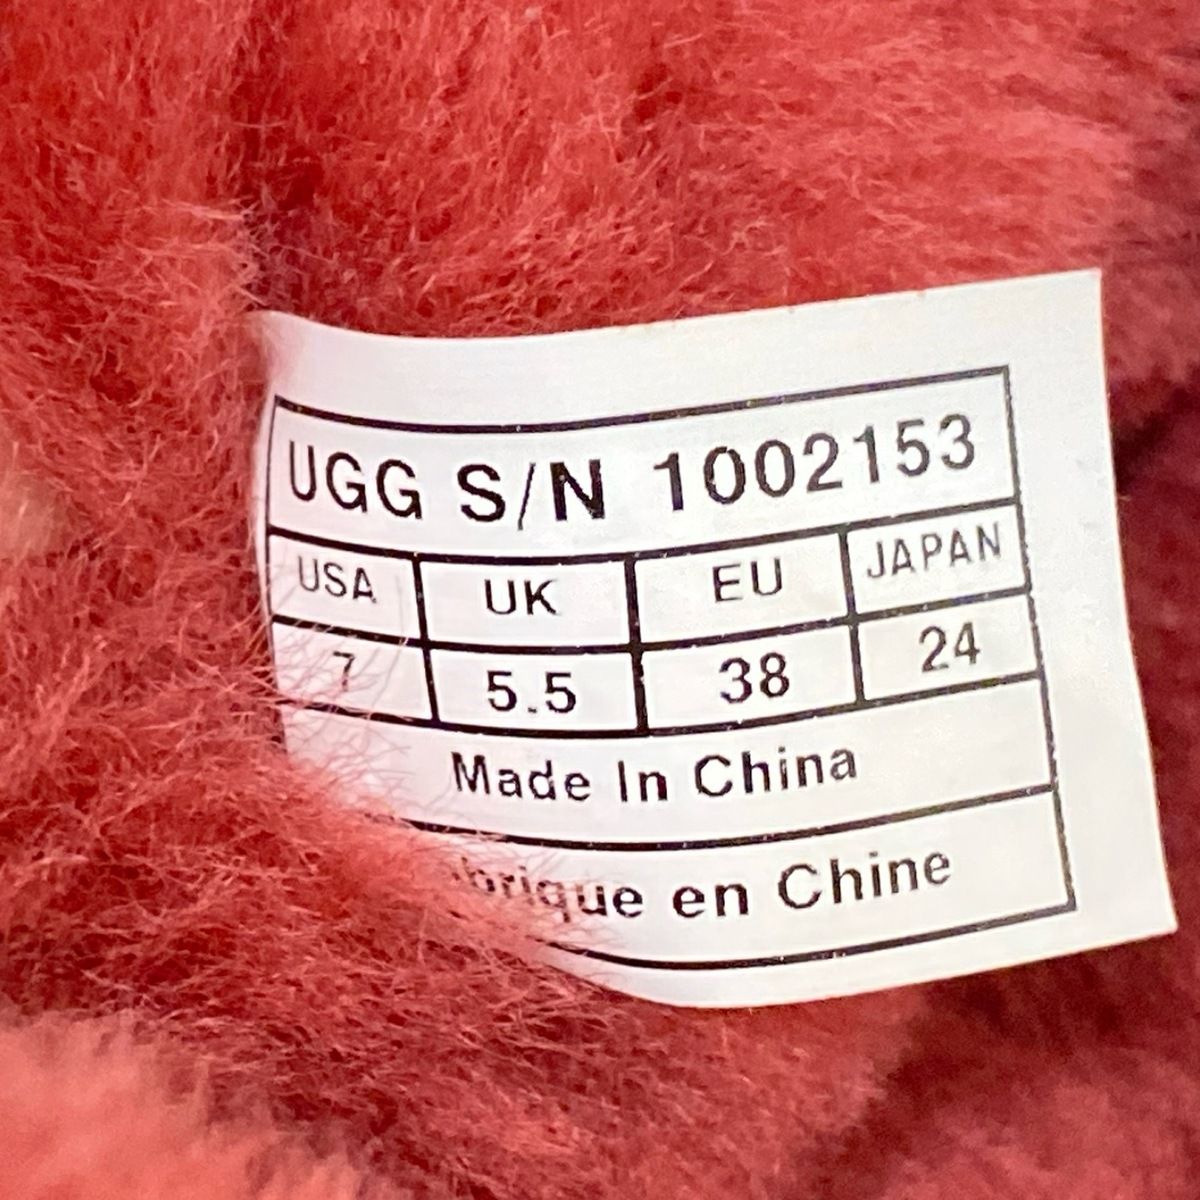 UGG S/N 1002153
USA UK EU JAPAN
7 5.5 38 24
Made In China
en Chine